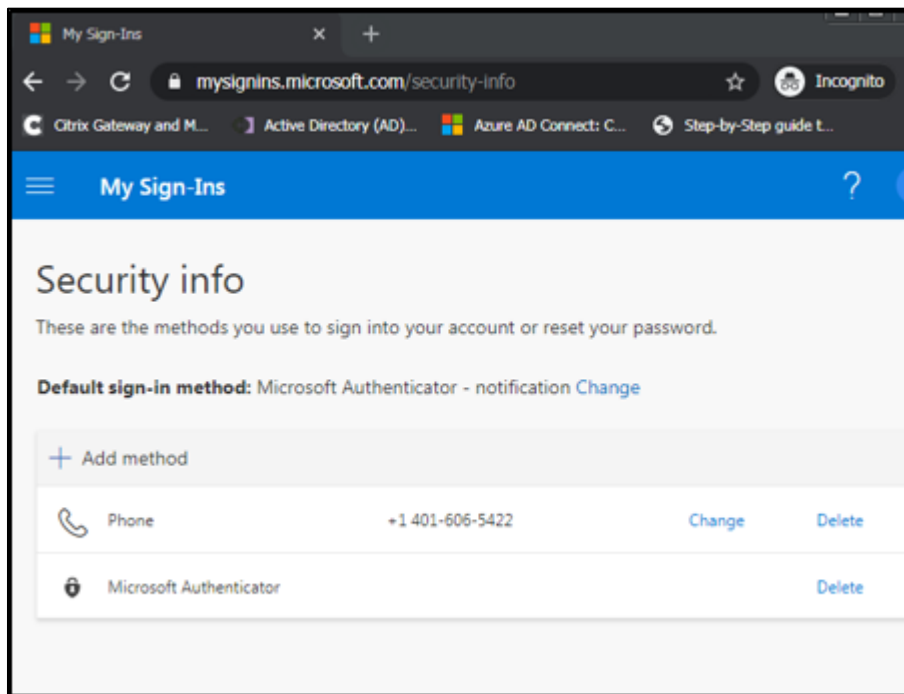 My Sign-Ins
mysignins.microsoft.com/security-info
Incognito
Citrix Gateway and M...
Active Directory (AD)...
Azure AD Connect: C...
Step-by-Step guide t...
My Sign-Ins
?
Security info
These are the methods you use to sign into your account or reset your password.
Default sign-in method: Microsoft Authenticator - notification Change
+ Add method
Phone +1 401-606-5422 Change Delete
Microsoft Authenticator Delete